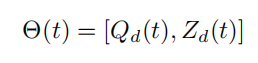 Θ(t) = [Q_d(t), Z_d(t)]